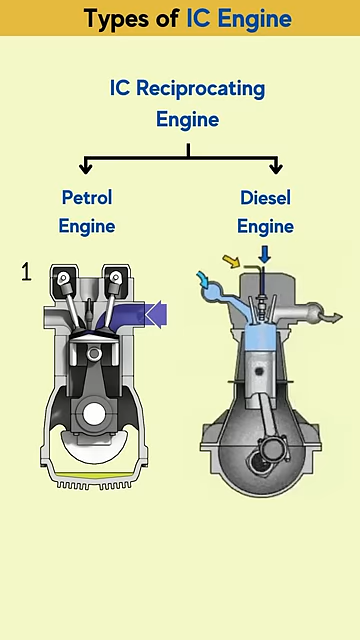 Types of IC Engine
IC Reciprocating
Engine
Petrol
Engine
Diesel
Engine
1